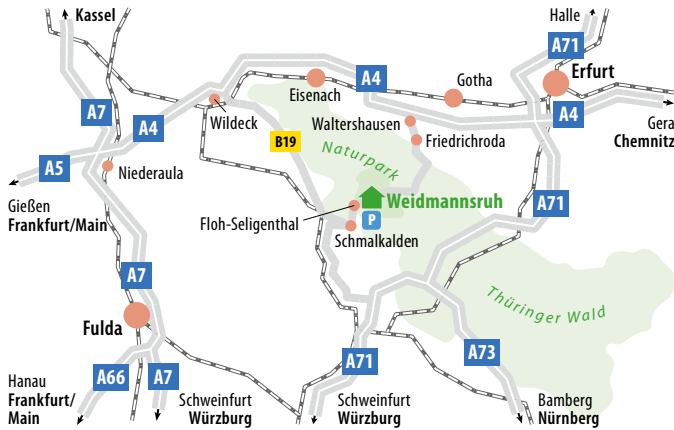 Kassel
Halle
A71
A7
A4
Eisenach
A4
Gotha
Erfurt
A4
Gera
Chemnitz
Wildeck
Waltershausen
B19
Friedrichroda
Naturpark
A5
Niederaula
Gießen
Frankfurt/Main
Weidmannsruh
P
Floh-Seligenthal
Schmalkalden
A71
A7
Thüringer Wald
Fulda
A66
A7
A71
A73
Hanau
Frankfurt/
Main
Schweinfurt
Würzburg
Schweinfurt
Würzburg
Bamberg
Nürnberg